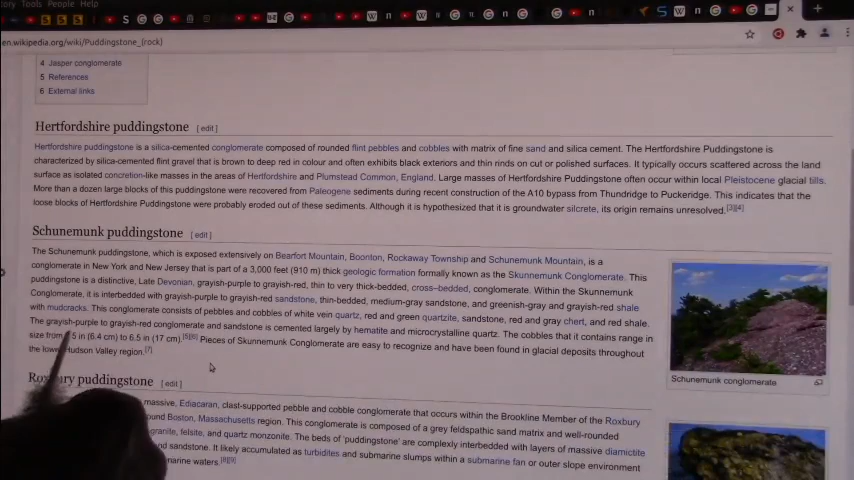 tory Tools People Help
en.wikipedia.org/wiki/Puddingstone_(rock)
4 Jasper conglomerate
5 References
6 External links
Hertfordshire puddingstone [ edit ]
Hertfordshire puddingstone is a silica-cemented conglomerate composed of rounded flint pebbles and cobbles with matrix of fine sand and silica cement. The Hertfordshire Puddingstone is
characterized by silica-cemented flint gravel that is brown to deep red in colour and often exhibits black exteriors and thin rinds on cut or polished surfaces. It typically occurs scattered across the land
surface as isolated concretion-like masses in the areas of Hertfordshire and Plumstead Common, England. Large masses of Hertfordshire Puddingstone often occur within local Pleistocene glacial tills.
More than a dozen large blocks of this puddingstone were recovered from Paleogene sediments during recent construction of the A10 bypass from Thundridge to Puckeridge. This indicates that the
loose blocks of Hertfordshire Puddingstone were probably eroded out of these sediments. Although it is hypothesized that it is groundwater silcrete, its origin remains unresolved.[3][4]
Schunemunk puddingstone [ edit ]
The Schunemunk puddingstone, which is exposed extensively on Bearfort Mountain, Boonton, Rockaway Township and Schunemunk Mountain, is a
conglomerate in New York and New Jersey that is part of a 3,000 feet (910 m) thick geologic formation formally known as the Skunnemunk Conglomerate. This
puddingstone is a distinctive, Late Devonian, grayish-purple to grayish-red, thin to very thick-bedded, cross–bedded, conglomerate. Within the Skunnemunk
Conglomerate, it is interbedded with grayish-purple to grayish-red sandstone, thin-bedded, medium-gray sandstone, and greenish-gray and grayish-red shale
with mudcracks. This conglomerate consists of pebbles and cobbles of white vein quartz, red and green quartzite, sandstone, red and gray chert, and red shale.
The grayish-purple to grayish-red conglomerate and sandstone is cemented largely by hematite and microcrystalline quartz. The cobbles that it contains range in
size from 5 in (6.4 cm) to 6.5 in (17 cm).[5][6] Pieces of Skunnemunk Conglomerate are easy to recognize and have been found in glacial deposits throughout
the lower Hudson Valley region.[7]
Schunemunk conglomerate
Roxbury puddingstone [ edit ]
massive, Ediacaran, clast-supported pebble and cobble conglomerate that occurs within the Brookline Member of the Roxbury
ound Boston, Massachusetts region. This conglomerate is composed of a grey feldspathic sand matrix and well-rounded
granite, felsite, and quartz monzonite. The beds of 'puddingstone' are complexly interbedded with layers of massive diamictite
nd sandstone. It likely accumulated as turbidites and submarine slumps within a submarine fan or outer slope environment
marine waters.[8][9]